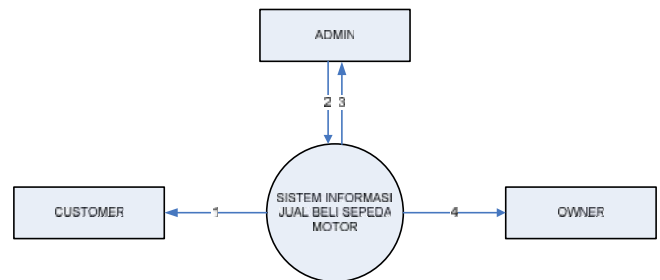 ADMIN
2 3
CUSTOMER
1
SISTEM INFORMASI
JUAL BELI SEPEDA
MOTOR
4
OWNER